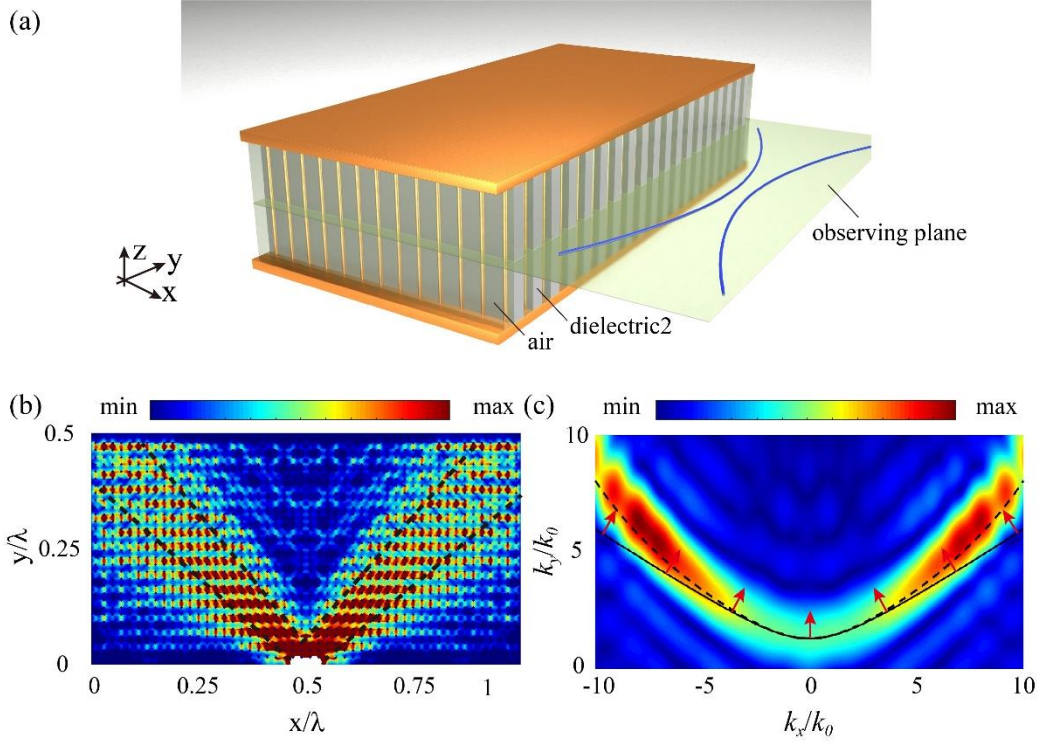 (a)
z
y
x
air
dielectric2
observing plane
(b)
min
max
0.5
0.25
0
y/λ
0
0.25
0.5
0.75
1
x/λ
(c)
min
max
10
5
0
k_y/k_0
-10
-5
0
5
10
k_x/k_0